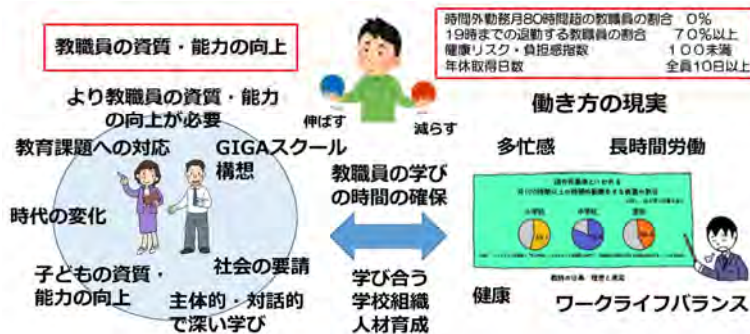 教職員の資質・能力の向上
時間外勤務月80時間超の教職員の割合 0%
19時までの退勤する教職員の割合 70%以上
健康リスク・負担感指数 100未満
年休取得日数 全員10日以上
伸ばす
減らす
より教職員の資質・能力
の向上が必要
教育課題への対応
GIGAスクール
構想
時代の変化
子どもの資質・
能力の向上
社会の要請
主体的・対話的
で深い学び
教職員の学び
の時間の確保
学び合う
学校組織
人材育成
働き方の現実
多忙感
長時間労働
小学校
中学校
健康
ワークライフバランス